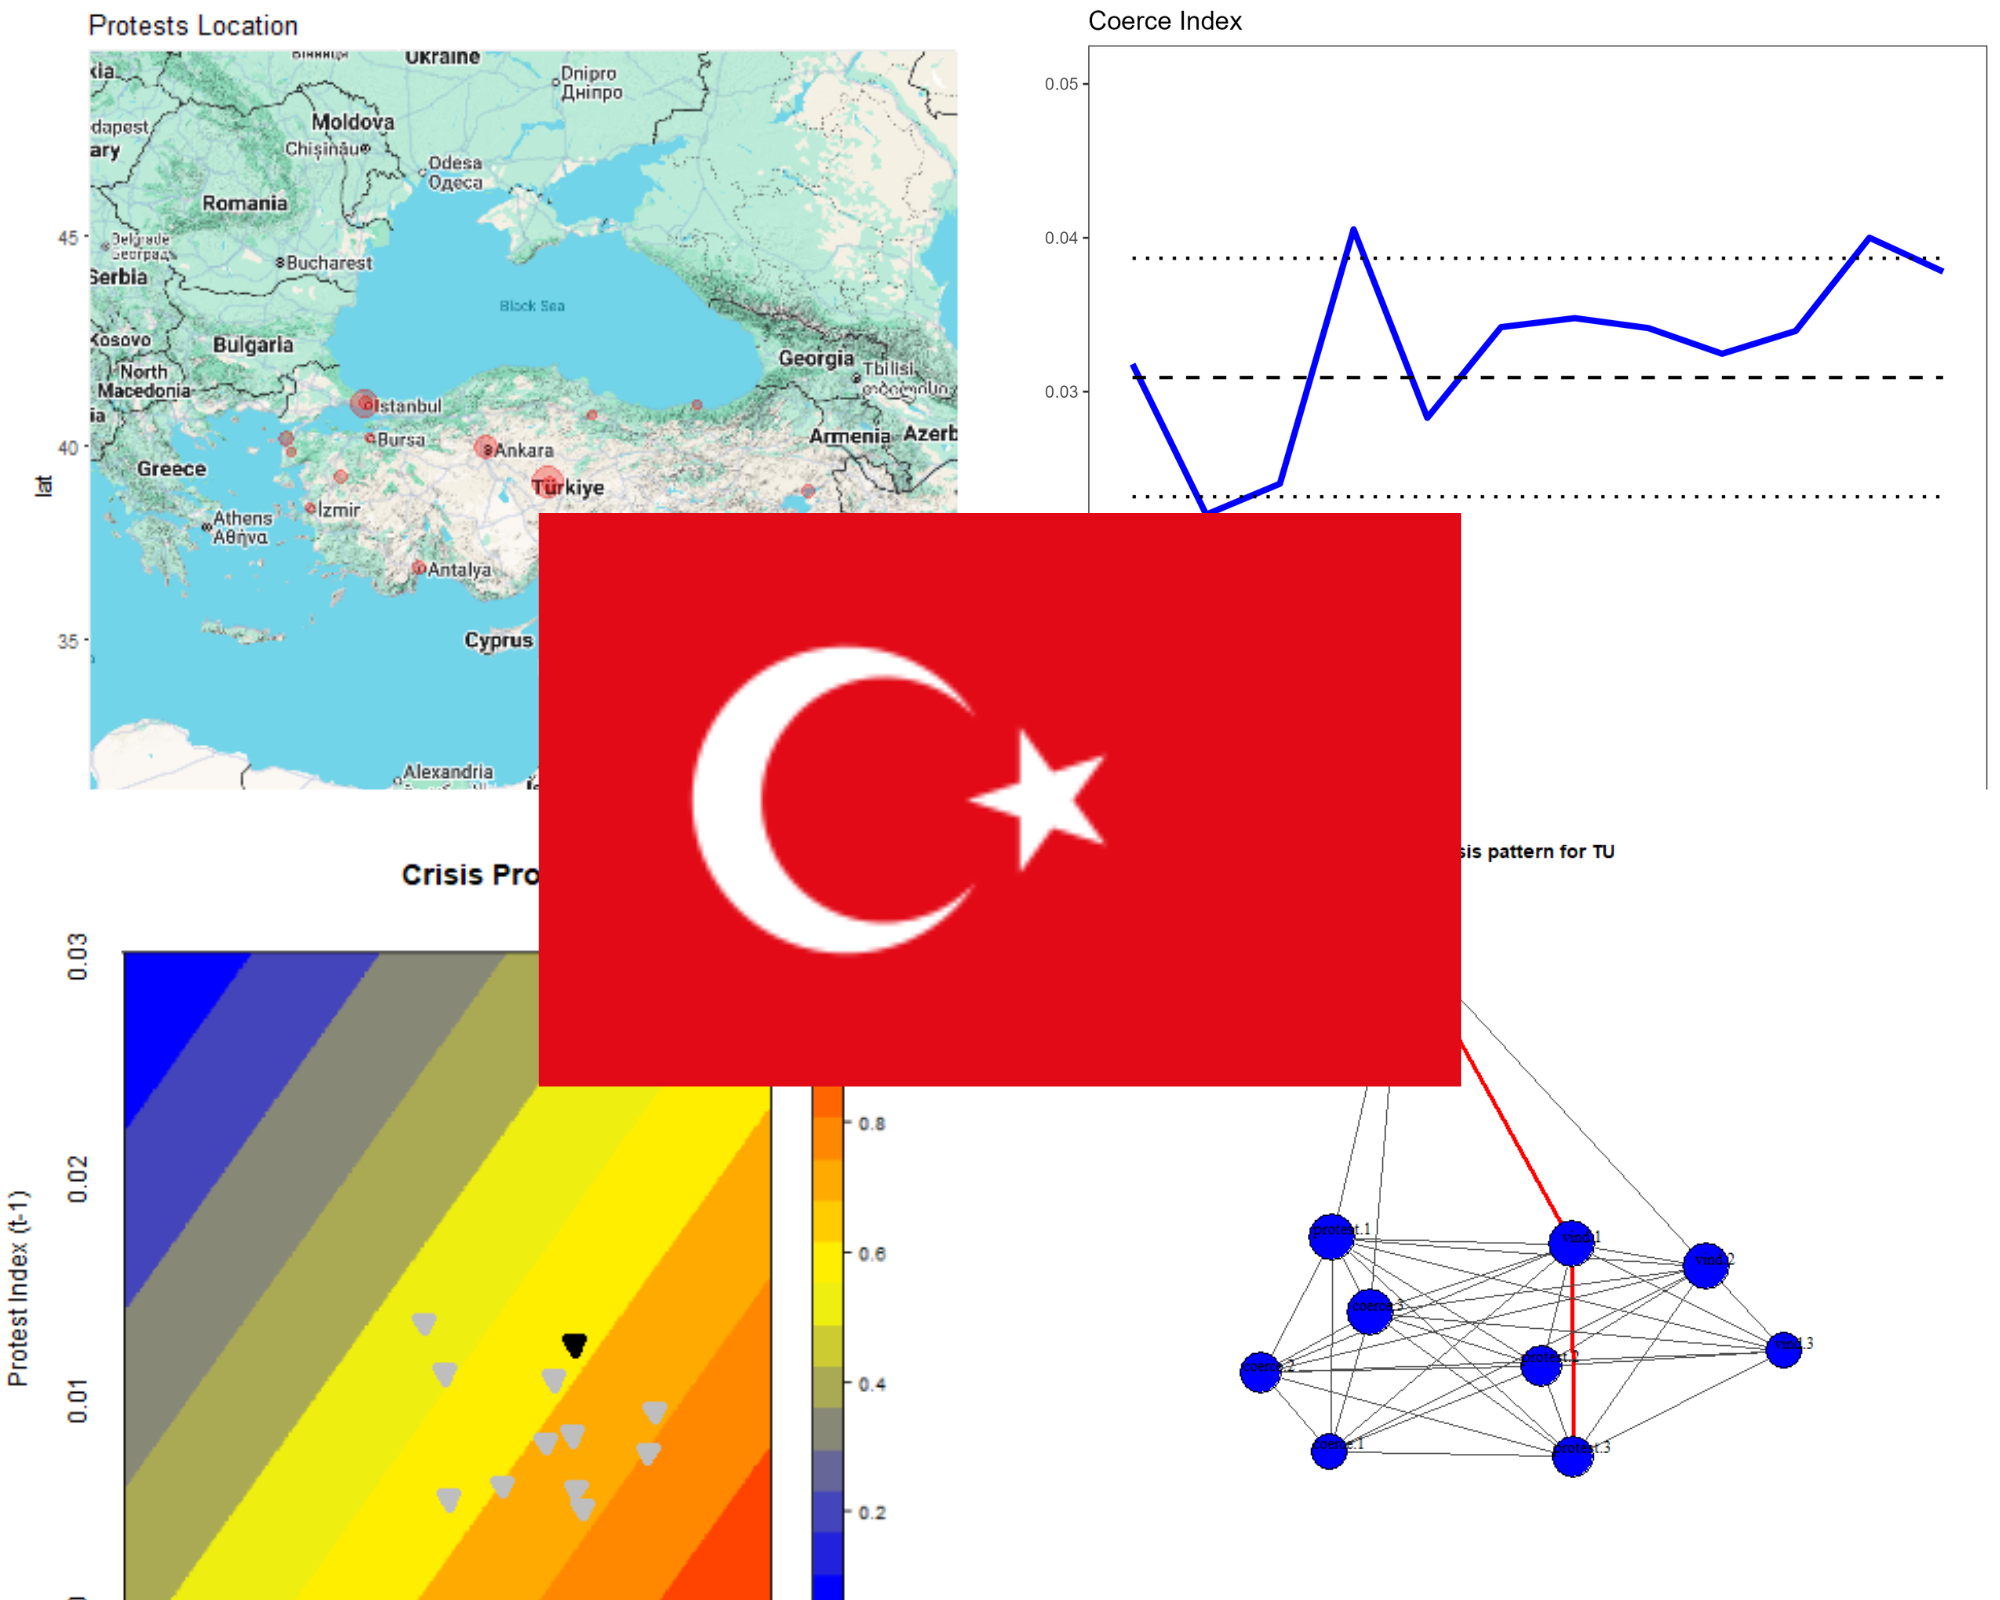 Protests Location
Ukraine
Dnipro
Дніпро
Moldova
Chișinău
Odesa
Одеса
Romania
Belgrade
Београд
Serbia
Bucharest
Black Sea
Kosovo
Bulgaria
North
Macedonia
Georgia
Tbilisi
Istanbul
Bursa
Ankara
Armenia
Azerb
Greece
Türkiye
Izmir
Athens
Αθήνα
Antalya
Cyprus
Alexandria
45
40
35
lat
Coerce Index
0.05
0.04
0.03
Crisis Pro
0.03
0.02
0.01
Protest Index (t-1)
0.8
0.6
0.4
0.2
sis pattern for TU
protest.1
vind.1
vind.2
coerce.3
vind.3
protest.2
coerce.2
coerce.1
protest.3